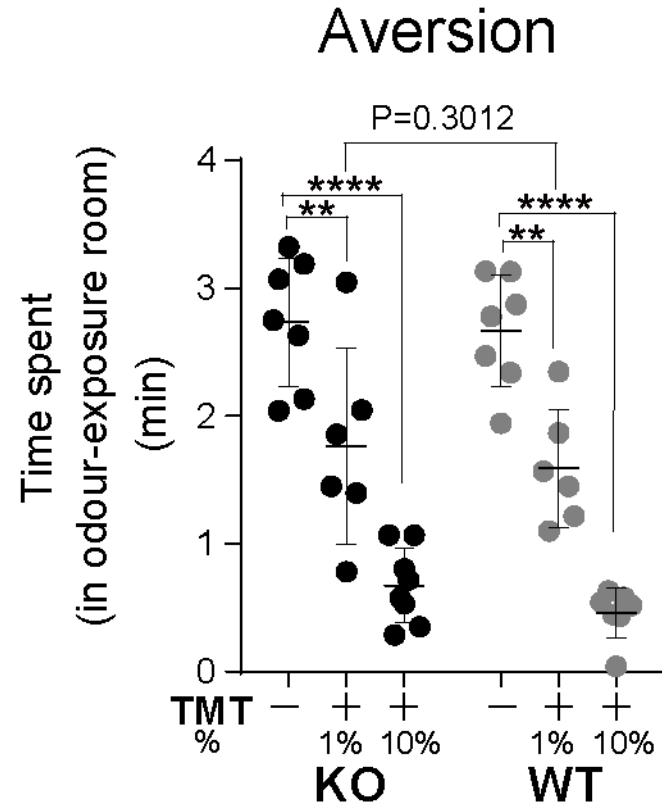 Aversion
P=0.3012
**** ****
** **
4
3
2
1
0
Time spent
(in odour-exposure room)
(min)
TMT − + + − + +
% 1% 10% 1% 10%
KO WT